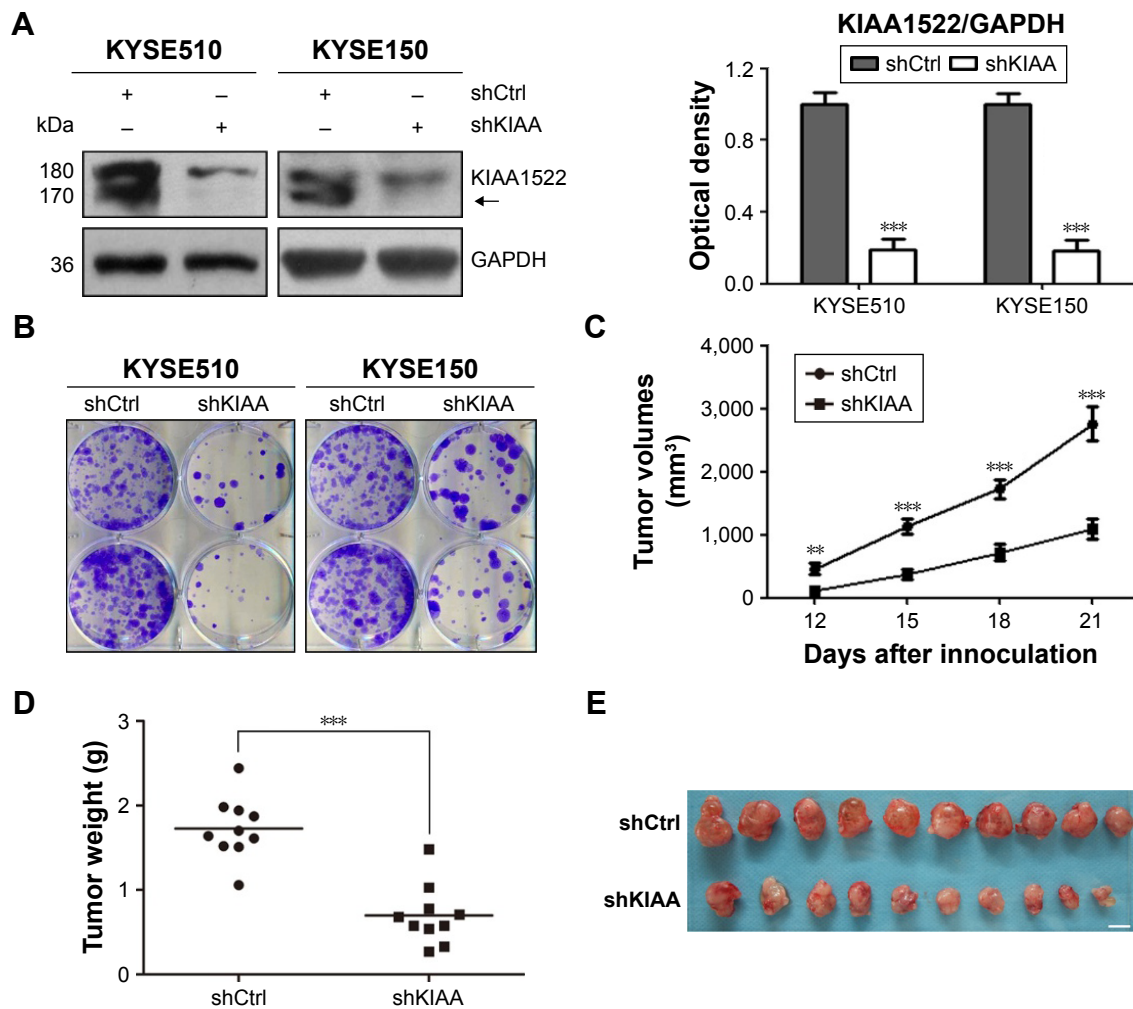 A
KYSE510 KYSE150
+ – + – shCtrl
kDa – + – + shKIAA
180 KIAA1522
170 ←
36 GAPDH
KIAA1522/GAPDH
shCtrl shKIAA
Optical density
1.2
0.8
0.4
0.0
*** ***
KYSE510 KYSE150
B
KYSE510 KYSE150
shCtrl shKIAA shCtrl shKIAA
C
Tumor volumes
(mm³)
4,000
3,000
2,000
1,000
0
shCtrl
shKIAA
** *** *** ***
12 15 18 21
Days after innoculation
D
Tumor weight (g)
3
2
1
0
***
shCtrl shKIAA
E
shCtrl
shKIAA